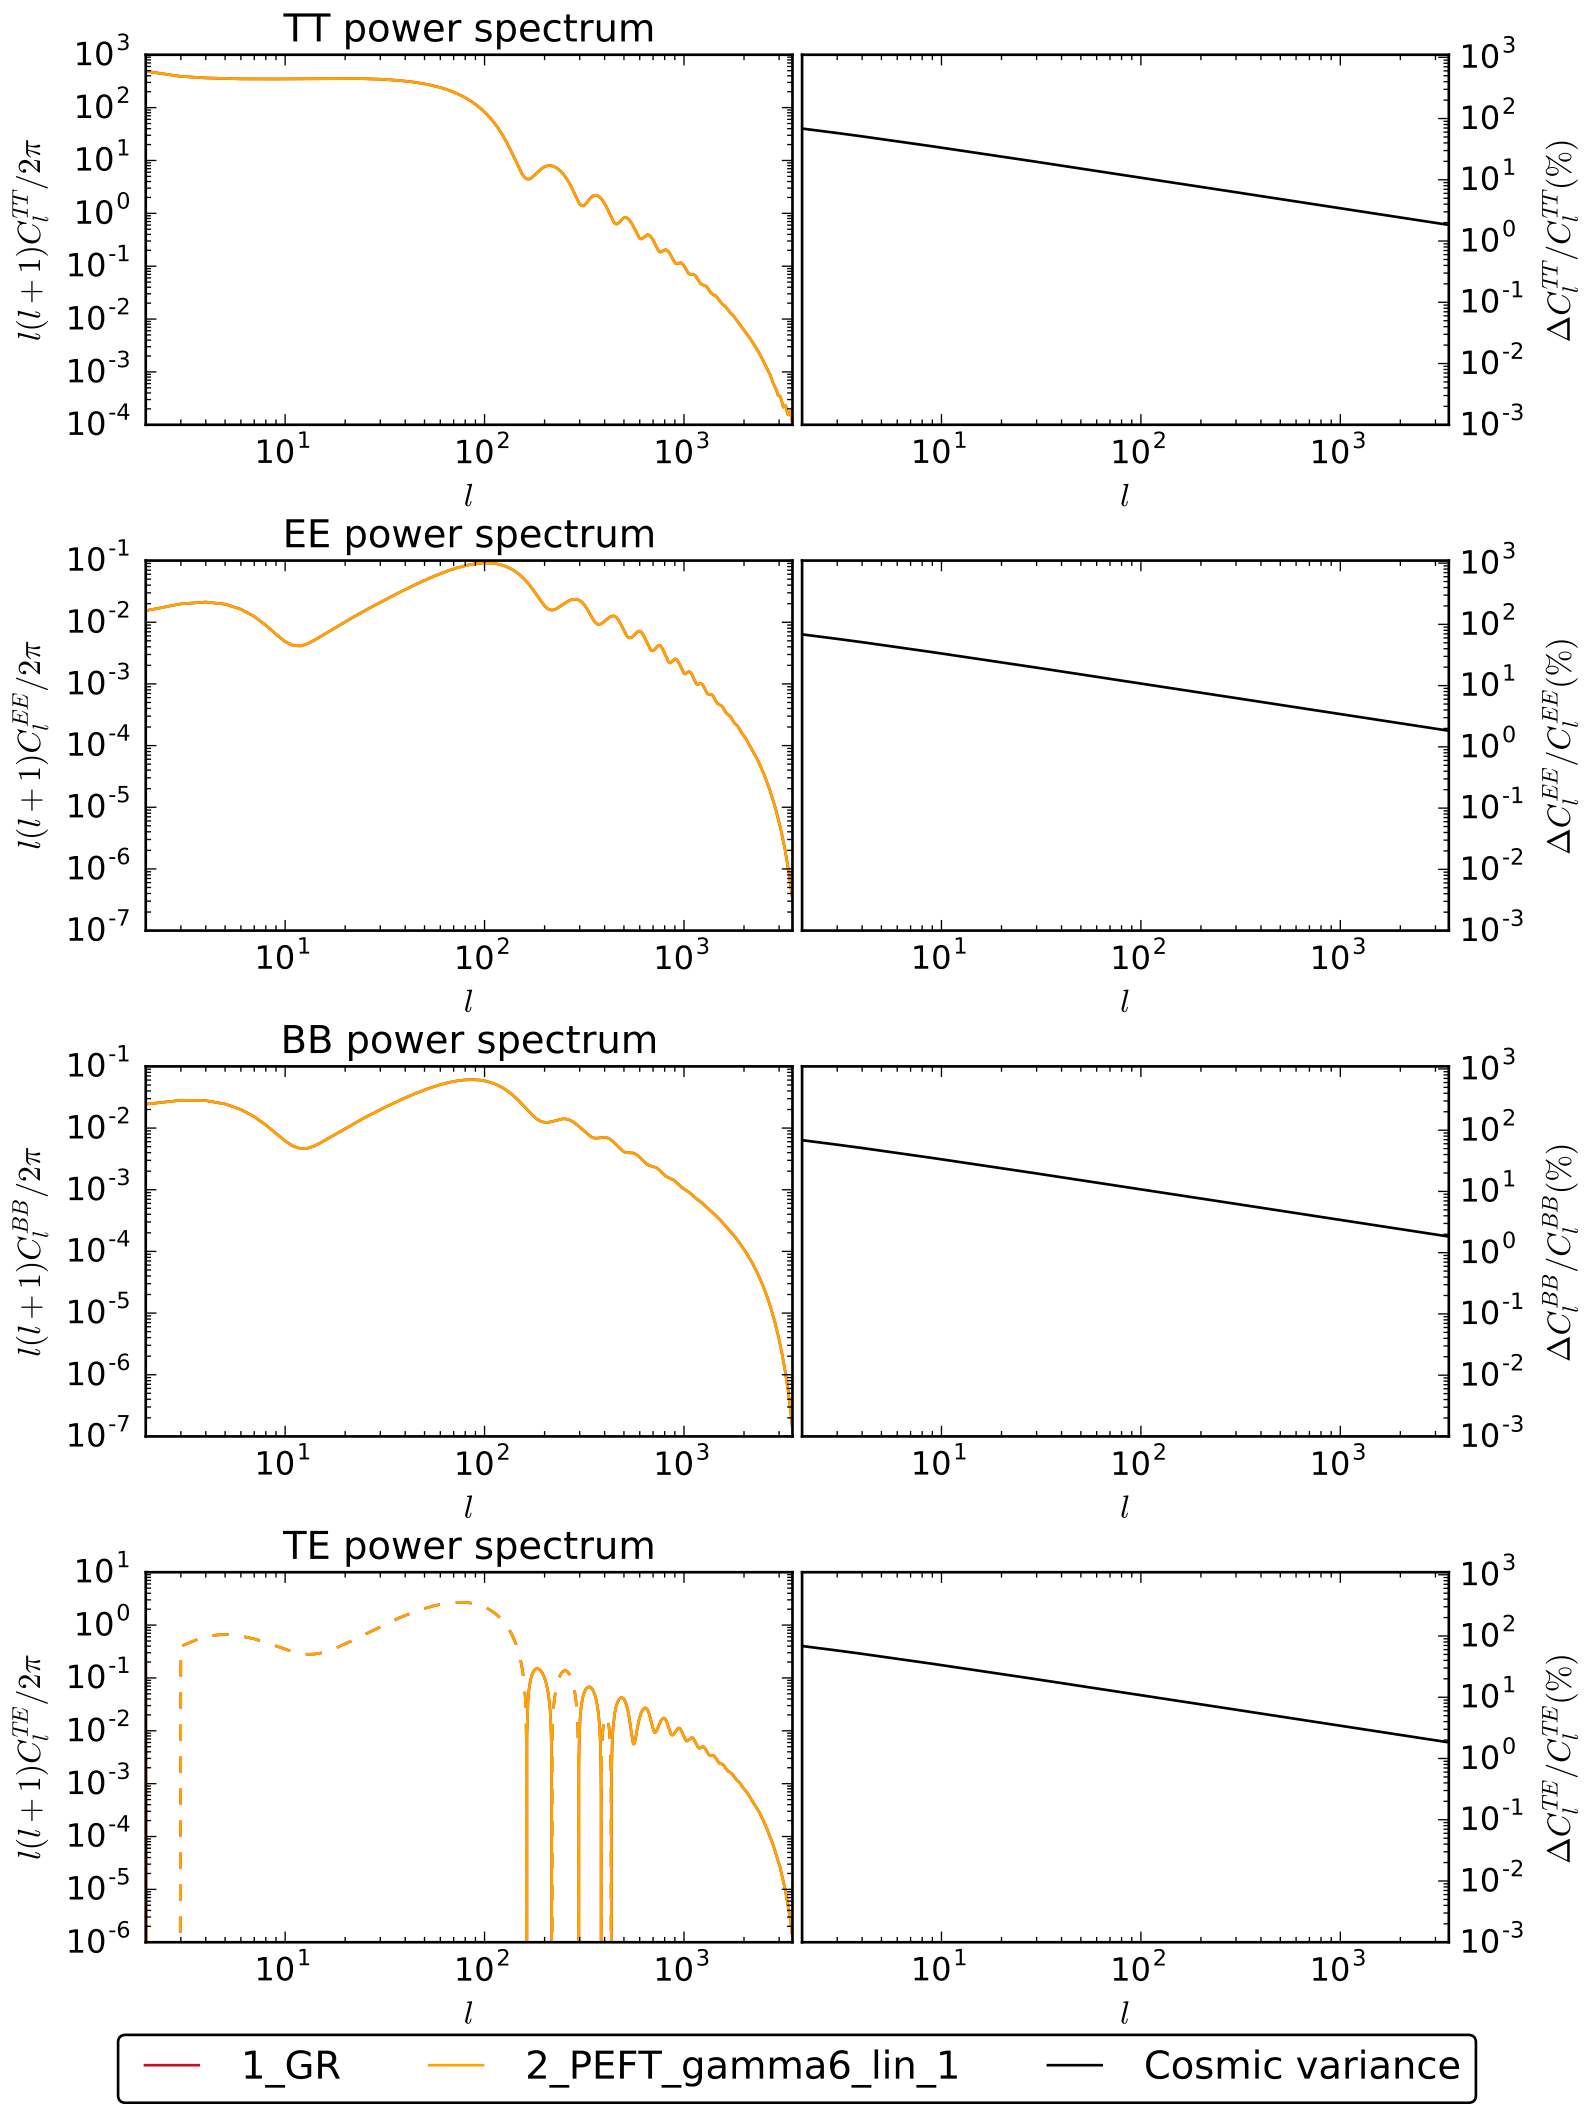 TT power spectrum
10^3
10^2
10^1
10^0
10^-1
10^-2
10^-3
10^-4
l(l+1)C_l^{TT}/2π
10^1 10^2 10^3
l
10^3
10^2
10^1
10^0
10^-1
10^-2
10^-3
ΔC_l^{TT}/C_l^{TT}(%)
10^1 10^2 10^3
l
EE power spectrum
10^-1
10^-2
10^-3
10^-4
10^-5
10^-6
10^-7
l(l+1)C_l^{EE}/2π
10^1 10^2 10^3
l
10^3
10^2
10^1
10^0
10^-1
10^-2
10^-3
ΔC_l^{EE}/C_l^{EE}(%)
10^1 10^2 10^3
l
BB power spectrum
10^-1
10^-2
10^-3
10^-4
10^-5
10^-6
10^-7
l(l+1)C_l^{BB}/2π
10^1 10^2 10^3
l
10^3
10^2
10^1
10^0
10^-1
10^-2
10^-3
ΔC_l^{BB}/C_l^{BB}(%)
10^1 10^2 10^3
l
TE power spectrum
10^1
10^0
10^-1
10^-2
10^-3
10^-4
10^-5
10^-6
l(l+1)C_l^{TE}/2π
10^1 10^2 10^3
l
10^3
10^2
10^1
10^0
10^-1
10^-2
10^-3
ΔC_l^{TE}/C_l^{TE}(%)
10^1 10^2 10^3
l
1_GR 2_PEFT_gamma6_lin_1 Cosmic variance